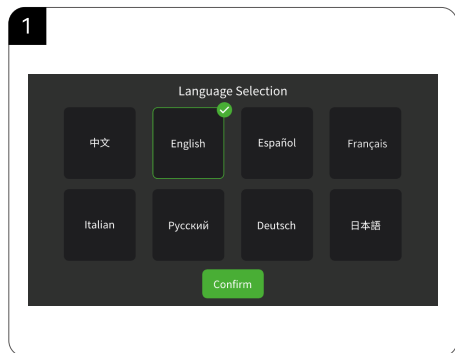 1
Language Selection
中文 English Español Français
Italian Русский Deutsch 日本語
Confirm